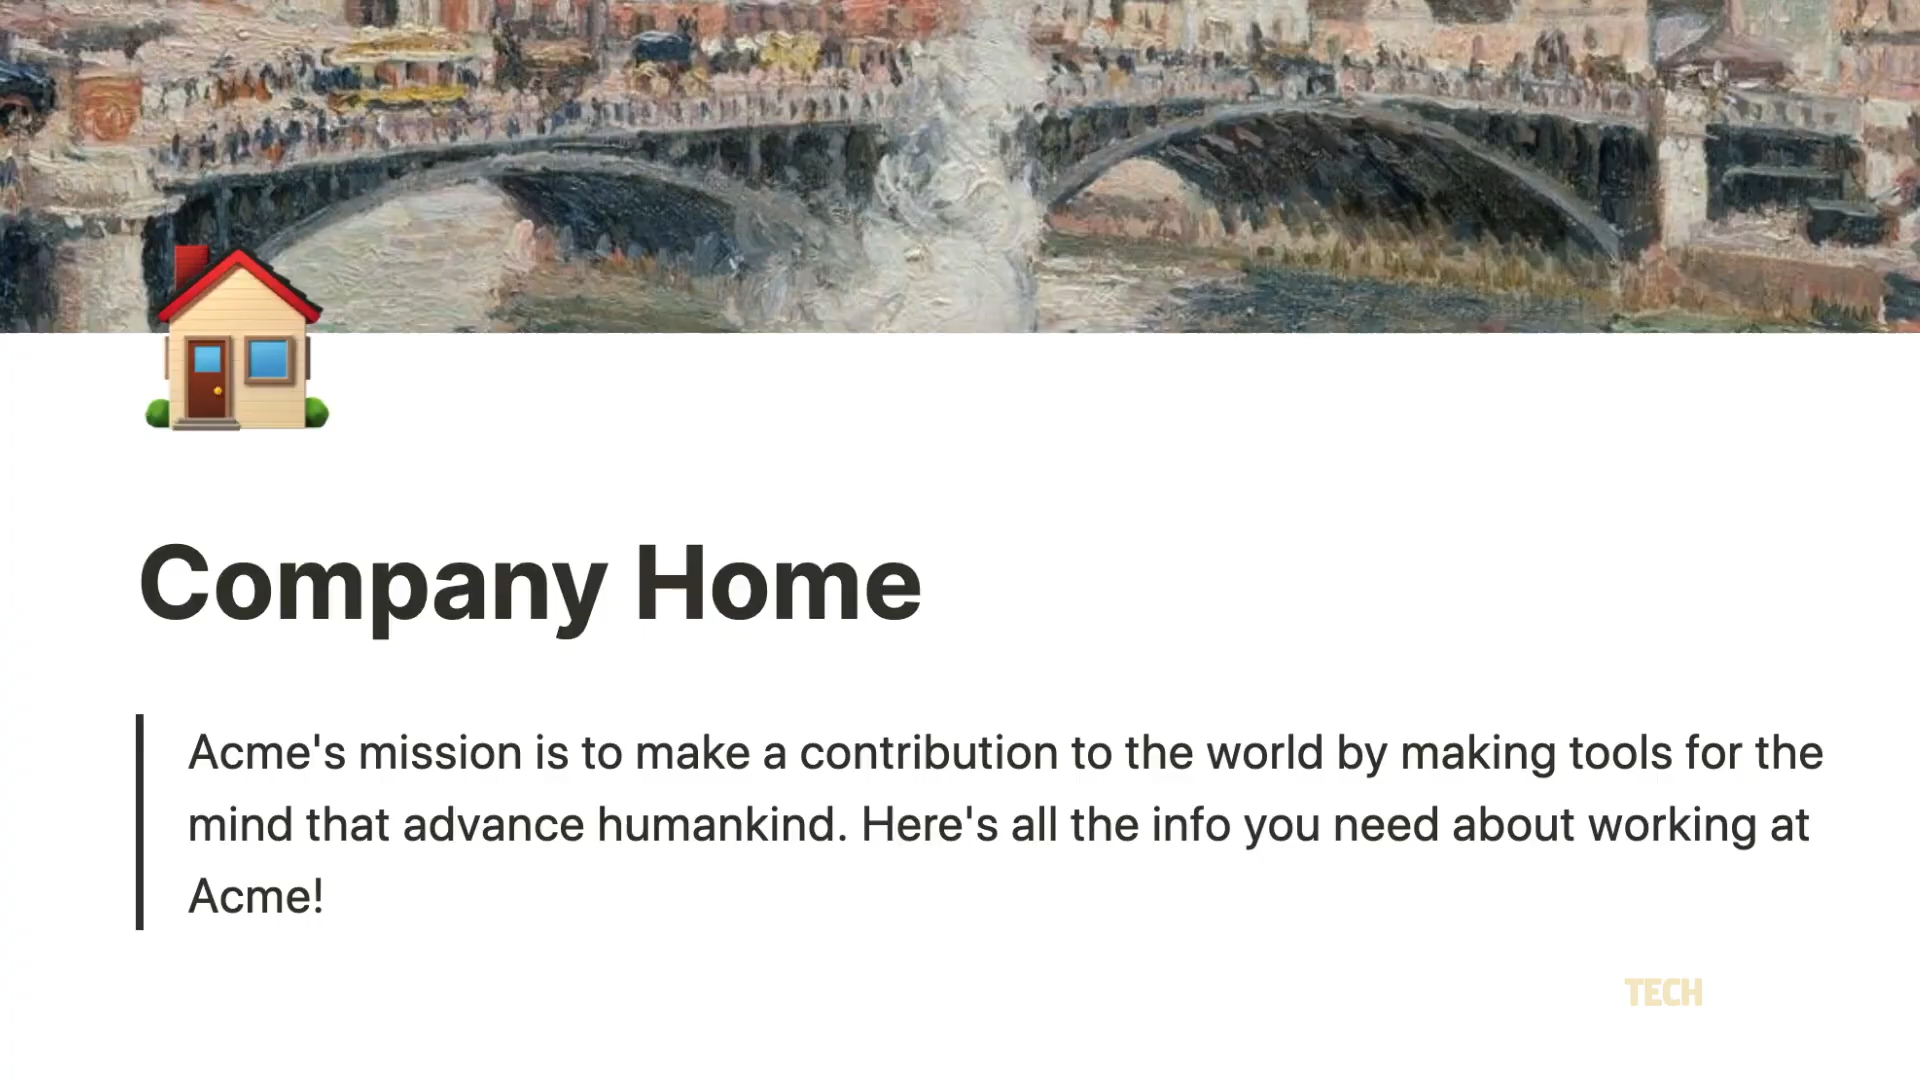 Company Home
Acme's mission is to make a contribution to the world by making tools for the
mind that advance humankind. Here's all the info you need about working at
Acme!
TECH